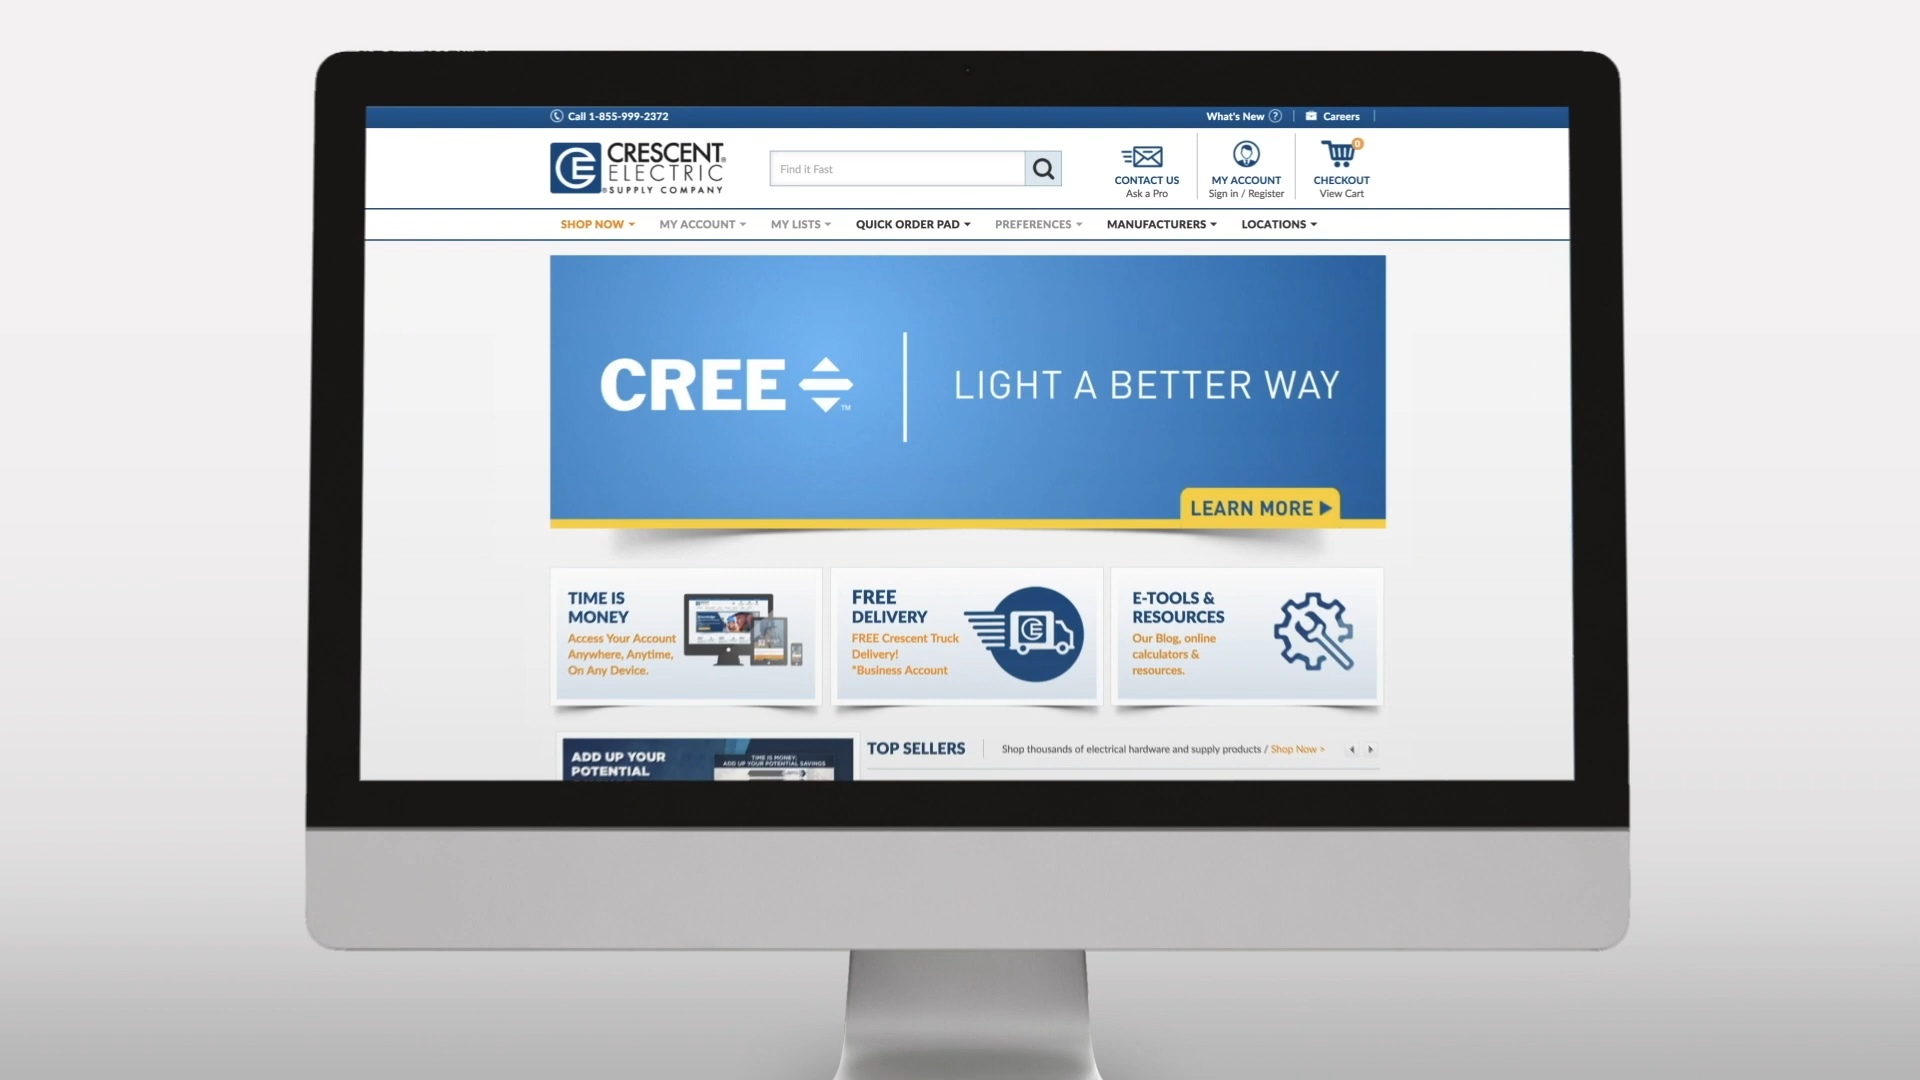 Call 1-855-999-2372
What's New
Careers
CRESCENT®
ELECTRIC
SUPPLY COMPANY
Find it Fast
CONTACT US
Ask a Pro
MY ACCOUNT
Sign in / Register
0
CHECKOUT
View Cart
SHOP NOW
MY ACCOUNT
MY LISTS
QUICK ORDER PAD
PREFERENCES
MANUFACTURERS
LOCATIONS
CREE ™
LIGHT A BETTER WAY
LEARN MORE
TIME IS
MONEY
Access Your Account
Anywhere, Anytime,
On Any Device.
FREE
DELIVERY
FREE Crescent Truck
Delivery!
*Business Account
E-TOOLS &
RESOURCES
Our Blog, online
calculators &
resources.
ADD UP YOUR
POTENTIAL
TIME IS MONEY:
ADD UP YOUR POTENTIAL SAVINGS
TOP SELLERS
Shop thousands of electrical hardware and supply products / Shop Now >